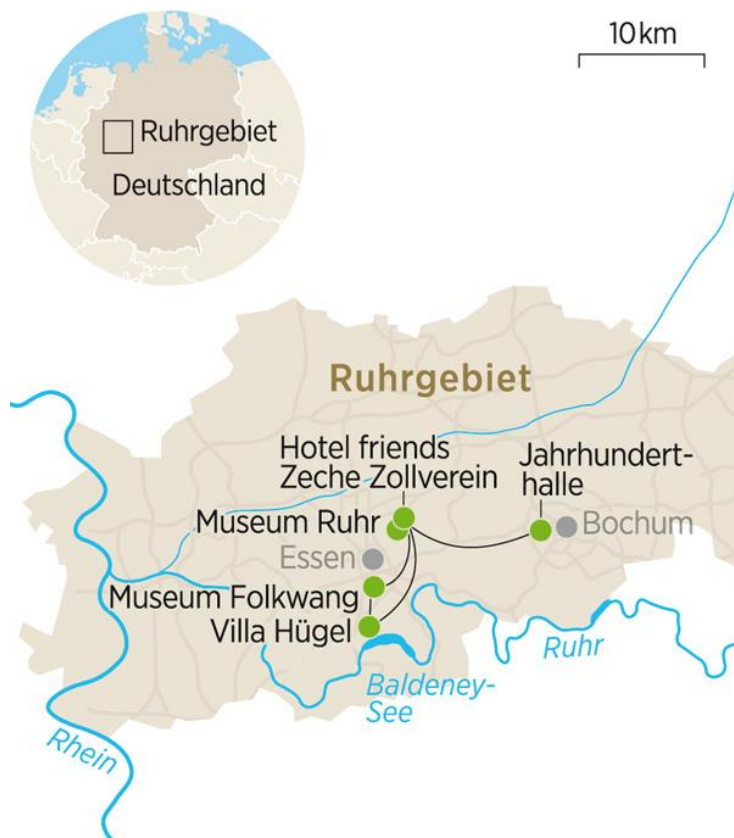 10 km
Ruhrgebiet
Deutschland
Ruhrgebiet
Hotel friends
Zeche Zollverein
Jahrhundert-
halle
Museum Ruhr
Bochum
Essen
Museum Folkwang
Villa Hügel
Ruhr
Baldeney-
See
Rhein